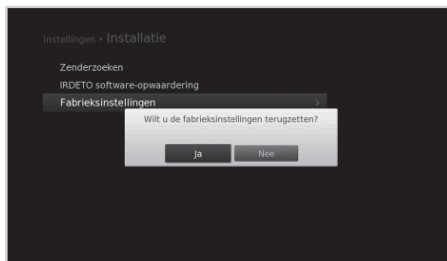 Instellingen • Installatie
Zenderzoeken
IRDETO software-opwaardering
Fabrieksinstellingen
Wilt u de fabrieksinstellingen terugzetten?
Ja
Nee